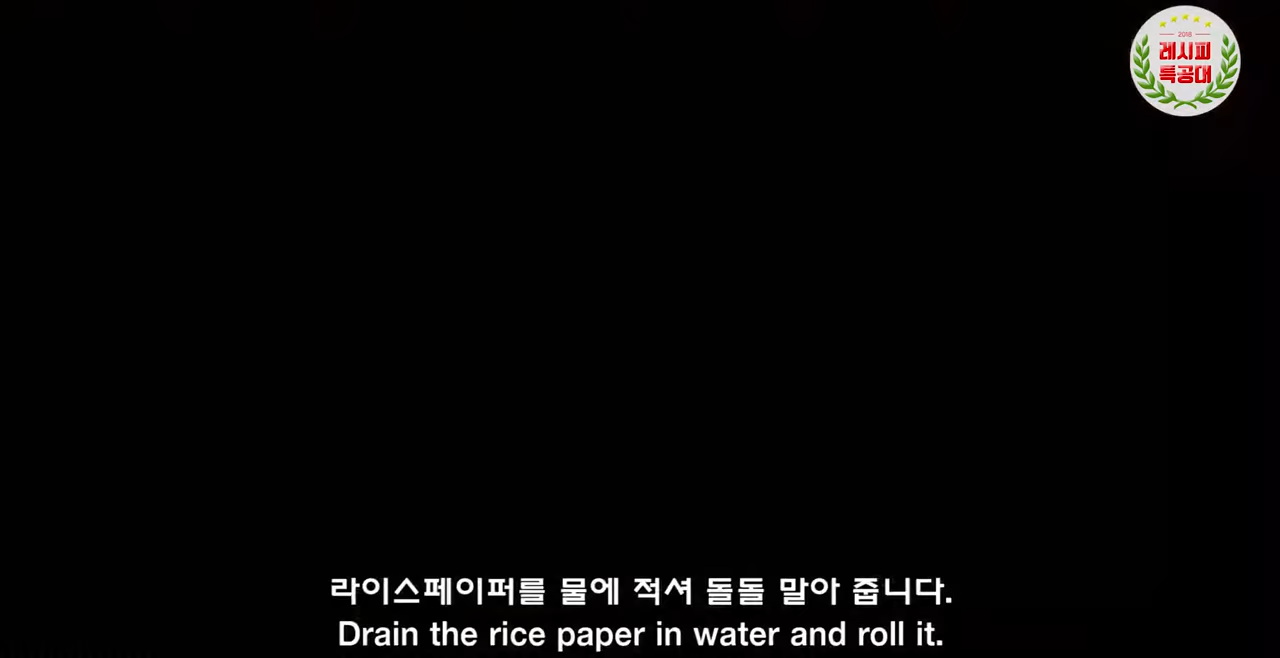 2018
레시피
특공대
라이스페이퍼를 물에 적셔 돌돌 말아 줍니다.
Drain the rice paper in water and roll it.